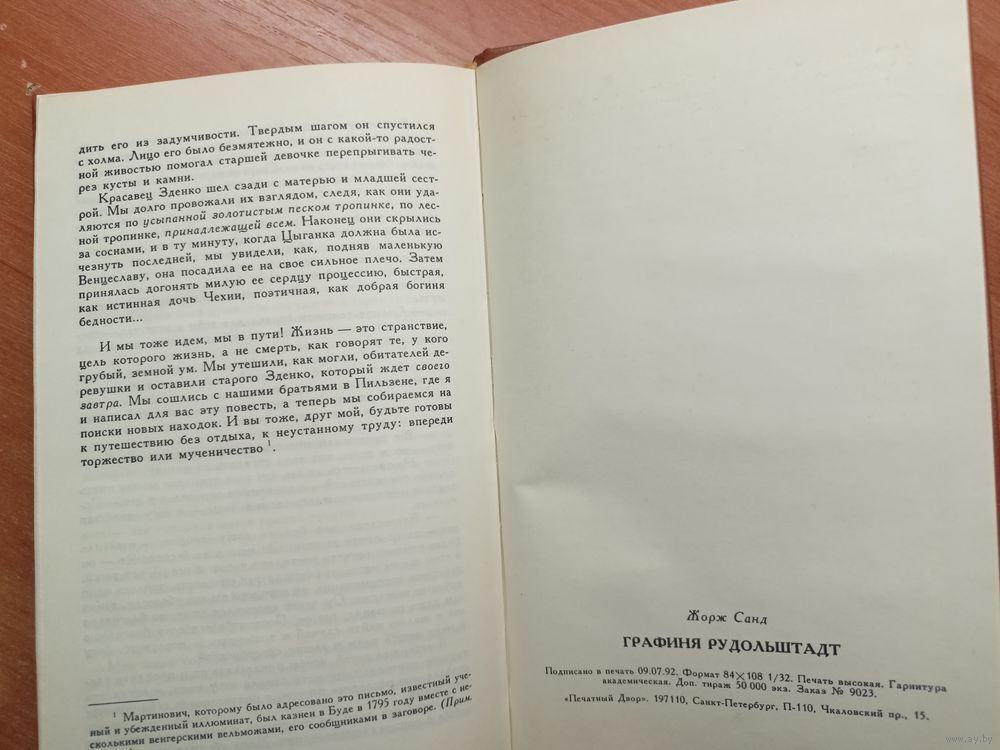 дить его из задумчивости. Твердым шагом он спустился
с холма. Лицо его было безмятежно, и он с какой-то радост-
ной живостью помогал старшей девочке перепрыгивать че-
рез кусты и камни.
Красавец Зденко шел сзади с матерью и младшей сест-
рой. Мы долго провожали их взглядом, следя, как они уда-
ляются по усыпанной золотистым песком тропинке, по лес-
ной тропинке, принадлежащей всем. Наконец они скрылись
за соснами, и в ту минуту, когда Цыганка должна была ис-
чезнуть последней, мы увидели, как, подняв маленькую
Венцеславу, она посадила ее на свое сильное плечо. Затем
принялась догонять милую ее сердцу процессию, быстрая,
как истинная дочь Чехии, поэтичная, как добрая богиня
бедности...
И мы тоже идем, мы в пути! Жизнь — это странствие,
цель которого жизнь, а не смерть, как говорят те, у кого
грубый, земной ум. Мы утешили, как могли, обитателей де-
ревушки и оставили старого Зденко, который ждет своего
завтра. Мы сошлись с нашими братьями в Пильзене, где я
и написал для вас эту повесть, а теперь мы собираемся на
поиски новых находок. И вы тоже, друг мой, будьте готовы
к путешествию без отдыха, к неустанному труду: впереди
торжество или мученичество 1.
1 Мартинович, которому было адресовано это письмо, известный уче-
ный и убежденный иллюминат, был казнен в Буде в 1795 году вместе с не-
сколькими венгерскими вельможами, его сообщниками в заговоре. (Прим.
Жорж Санд
ГРАФИНЯ РУДОЛЬШТАДТ
Подписано в печать 09.07.92. Формат 84×108 1/32. Печать высокая. Гарнитура
академическая. Доп. тираж 50 000 экз. Заказ № 9023.
«Печатный Двор». 197110, Санкт-Петербург, П-110, Чкаловский пр., 15.
www.ay.by